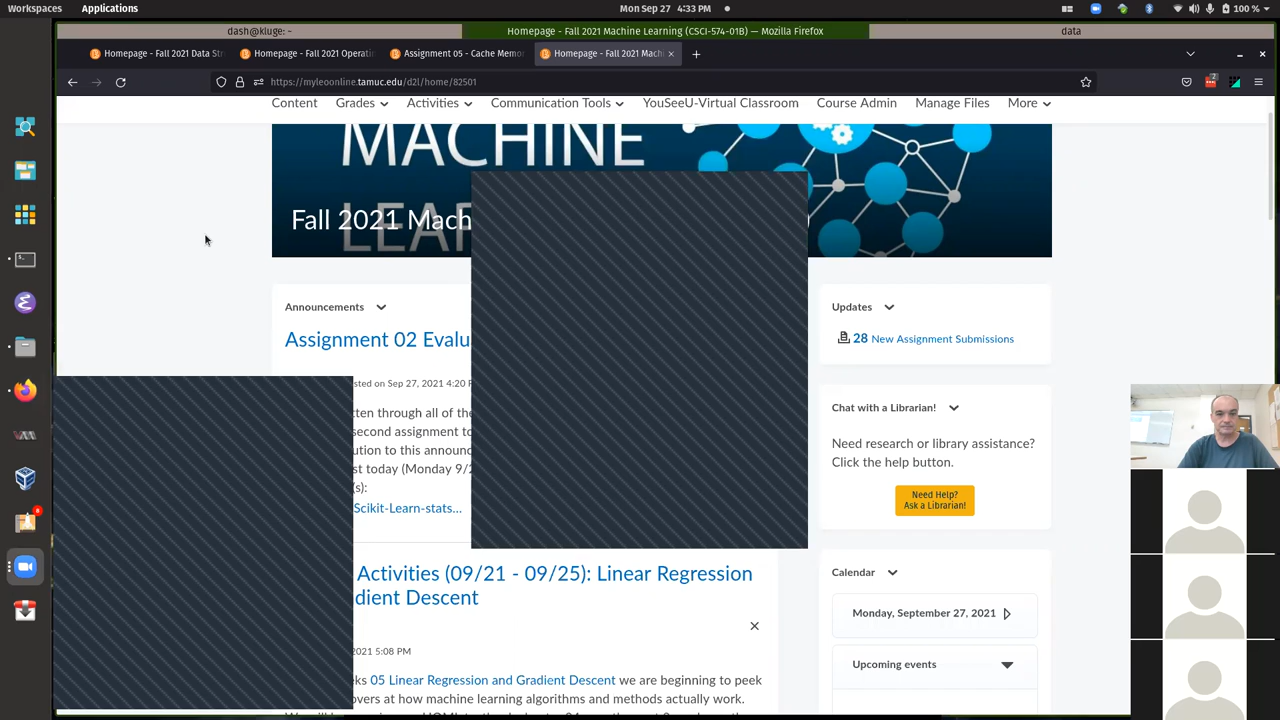 Workspaces Applications Mon Sep 27 4:33 PM 100 %
dash@kluge: ~ Homepage - Fall 2021 Machine Learning (CSCI-574-01B) — Mozilla Firefox data
Homepage - Fall 2021 Data Str Homepage - Fall 2021 Operatin Assignment 05 - Cache Memor Homepage - Fall 2021 Mach
https://myleoonline.tamuc.edu/d2l/home/82501
Content Grades Activities Communication Tools YouSeeU-Virtual Classroom Course Admin Manage Files More
MACHINE
LEAR
Fall 2021 Mach
Announcements
Assignment 02 Evalu
sted on Sep 27, 2021 4:20 P
tten through all of the
second assignment to
ution to this announc
st today (Monday 9/2
(s):
Scikit-Learn-stats...
Activities (09/21 - 09/25): Linear Regression
dient Descent
2021 5:08 PM
ks 05 Linear Regression and Gradient Descent we are beginning to peek
overs at how machine learning algorithms and methods actually work.
Updates
28 New Assignment Submissions
Chat with a Librarian!
Need research or library assistance?
Click the help button.
Need Help?
Ask a Librarian!
Calendar
Monday, September 27, 2021
Upcoming events